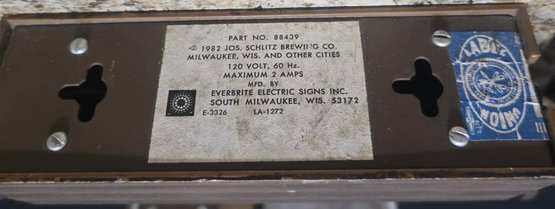 PART NO. 88439
© 1982 JOS. SCHLITZ BREWING CO.
MILWAUKEE, WIS. AND OTHER CITIES
120 VOLT, 60 Hz.
MAXIMUM 2 AMPS
MFD. BY
EVERBRITE ELECTRIC SIGNS INC.
SOUTH MILWAUKEE, WIS. 53172
E-3326 LA-1272
UNION